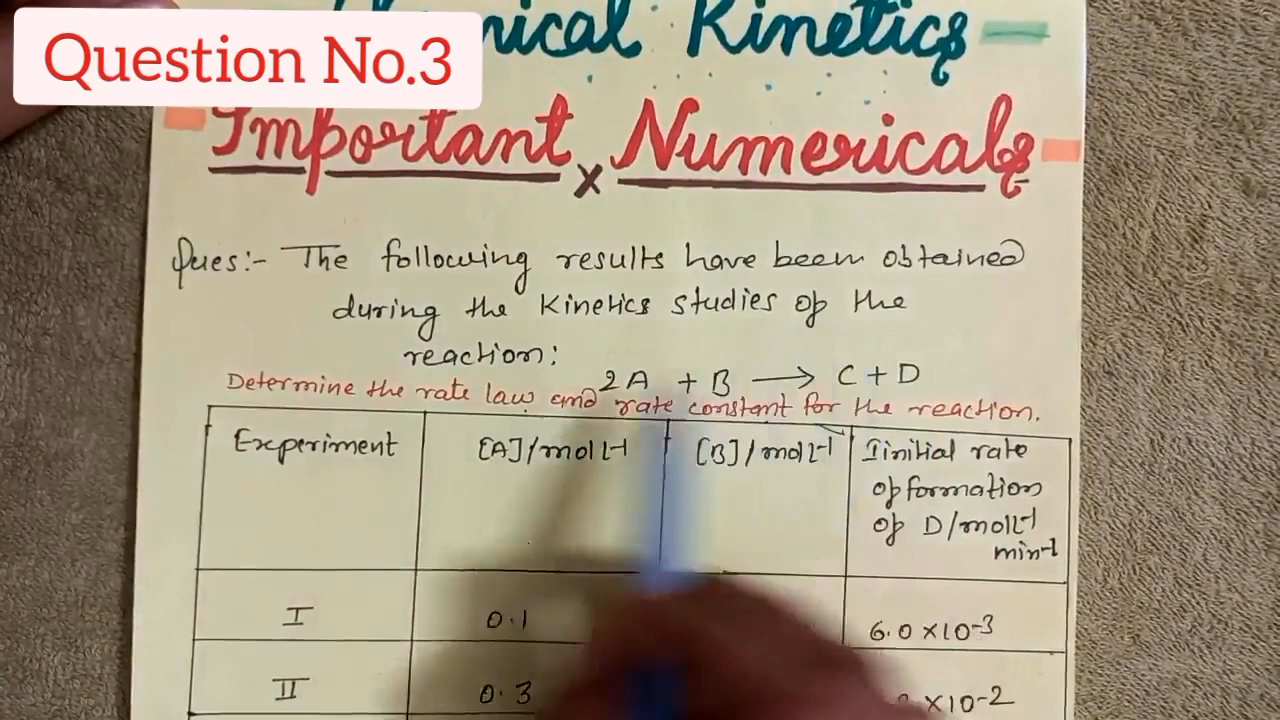 Question No.3
Kinetics
Important Numericals
Ques:- The following results have been obtained
during the Kinetics studies of the
reaction:
2A + B → C + D
Determine the rate law and rate constant for the reaction.
Experiment [A]/mol L-1 [B]/mol L-1 Iinitial rate
of formation
of D/mol L-1
min-1
I 0.1 6.0 ×10-3
II 0.3 ×10-2